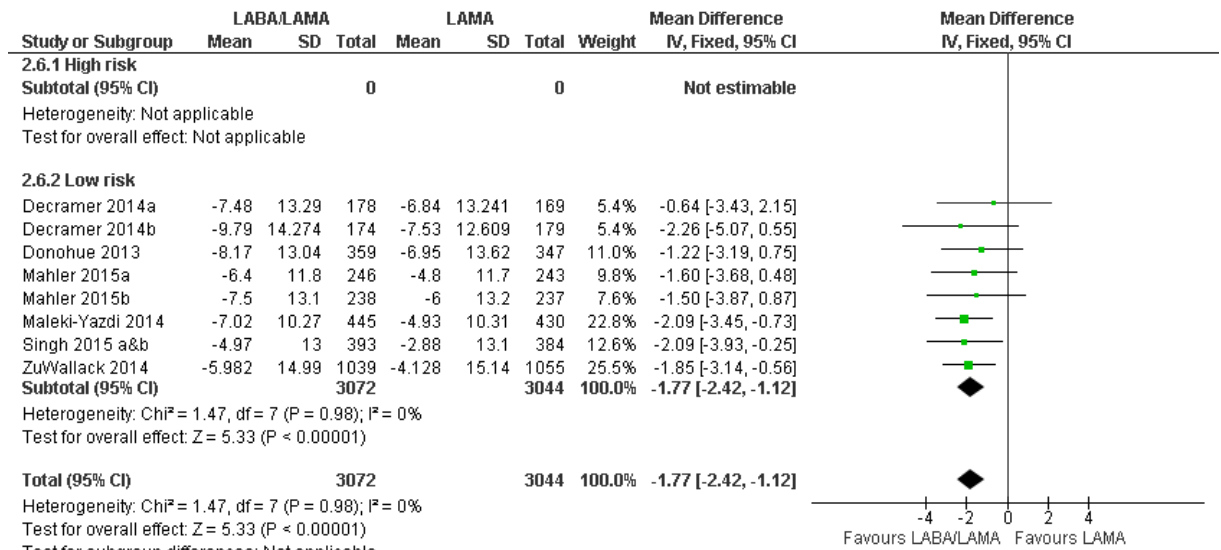 LABA/LAMA LAMA Mean Difference Mean Difference
Study or Subgroup Mean SD Total Mean SD Total Weight IV, Fixed, 95% CI IV, Fixed, 95% CI
2.6.1 High risk
Subtotal (95% CI) 0 0 Not estimable
Heterogeneity: Not applicable
Test for overall effect: Not applicable
2.6.2 Low risk
Decramer 2014a -7.48 13.29 178 -6.84 13.241 169 5.4% -0.64 [-3.43, 2.15]
Decramer 2014b -9.79 14.274 174 -7.53 12.609 179 5.4% -2.26 [-5.07, 0.55]
Donohue 2013 -8.17 13.04 359 -6.95 13.62 347 11.0% -1.22 [-3.19, 0.75]
Mahler 2015a -6.4 11.8 246 -4.8 11.7 243 9.8% -1.60 [-3.68, 0.48]
Mahler 2015b -7.5 13.1 238 -6 13.2 237 7.6% -1.50 [-3.87, 0.87]
Maleki-Yazdi 2014 -7.02 10.27 445 -4.93 10.31 430 22.8% -2.09 [-3.45, -0.73]
Singh 2015 a&b -4.97 13 393 -2.88 13.1 384 12.6% -2.09 [-3.93, -0.25]
ZuWallack 2014 -5.982 14.99 1039 -4.128 15.14 1055 25.5% -1.85 [-3.14, -0.56]
Subtotal (95% CI) 3072 3044 100.0% -1.77 [-2.42, -1.12]
Heterogeneity: Chi² = 1.47, df = 7 (P = 0.98); I² = 0%
Test for overall effect: Z = 5.33 (P < 0.00001)
Total (95% CI) 3072 3044 100.0% -1.77 [-2.42, -1.12]
Heterogeneity: Chi² = 1.47, df = 7 (P = 0.98); I² = 0%
Test for overall effect: Z = 5.33 (P < 0.00001)
Test for subgroup differences: Not applicable
-4 -2 0 2 4
Favours LABA/LAMA Favours LAMA